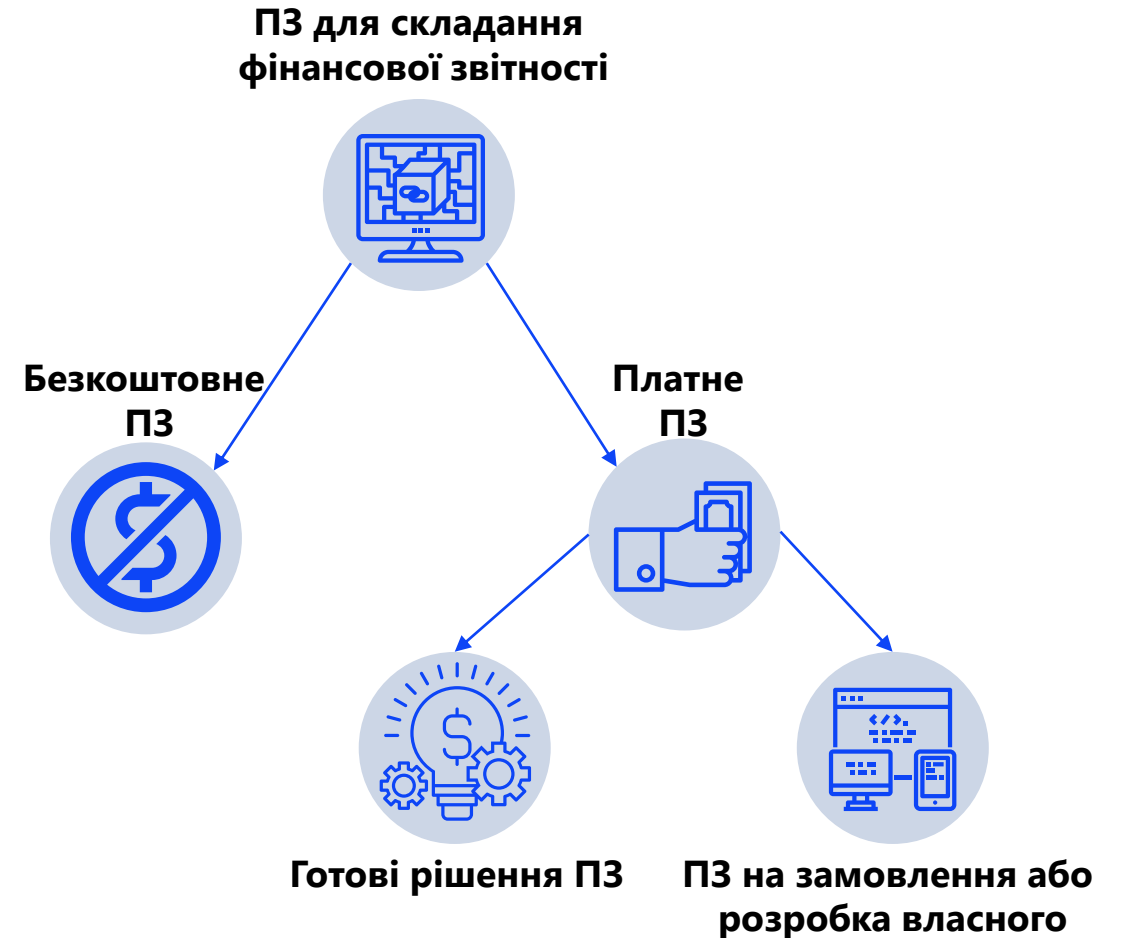 ПЗ для складання
фінансової звітності
Безкоштовне
ПЗ
Платне
ПЗ
Готові рішення ПЗ
ПЗ на замовлення або
розробка власного